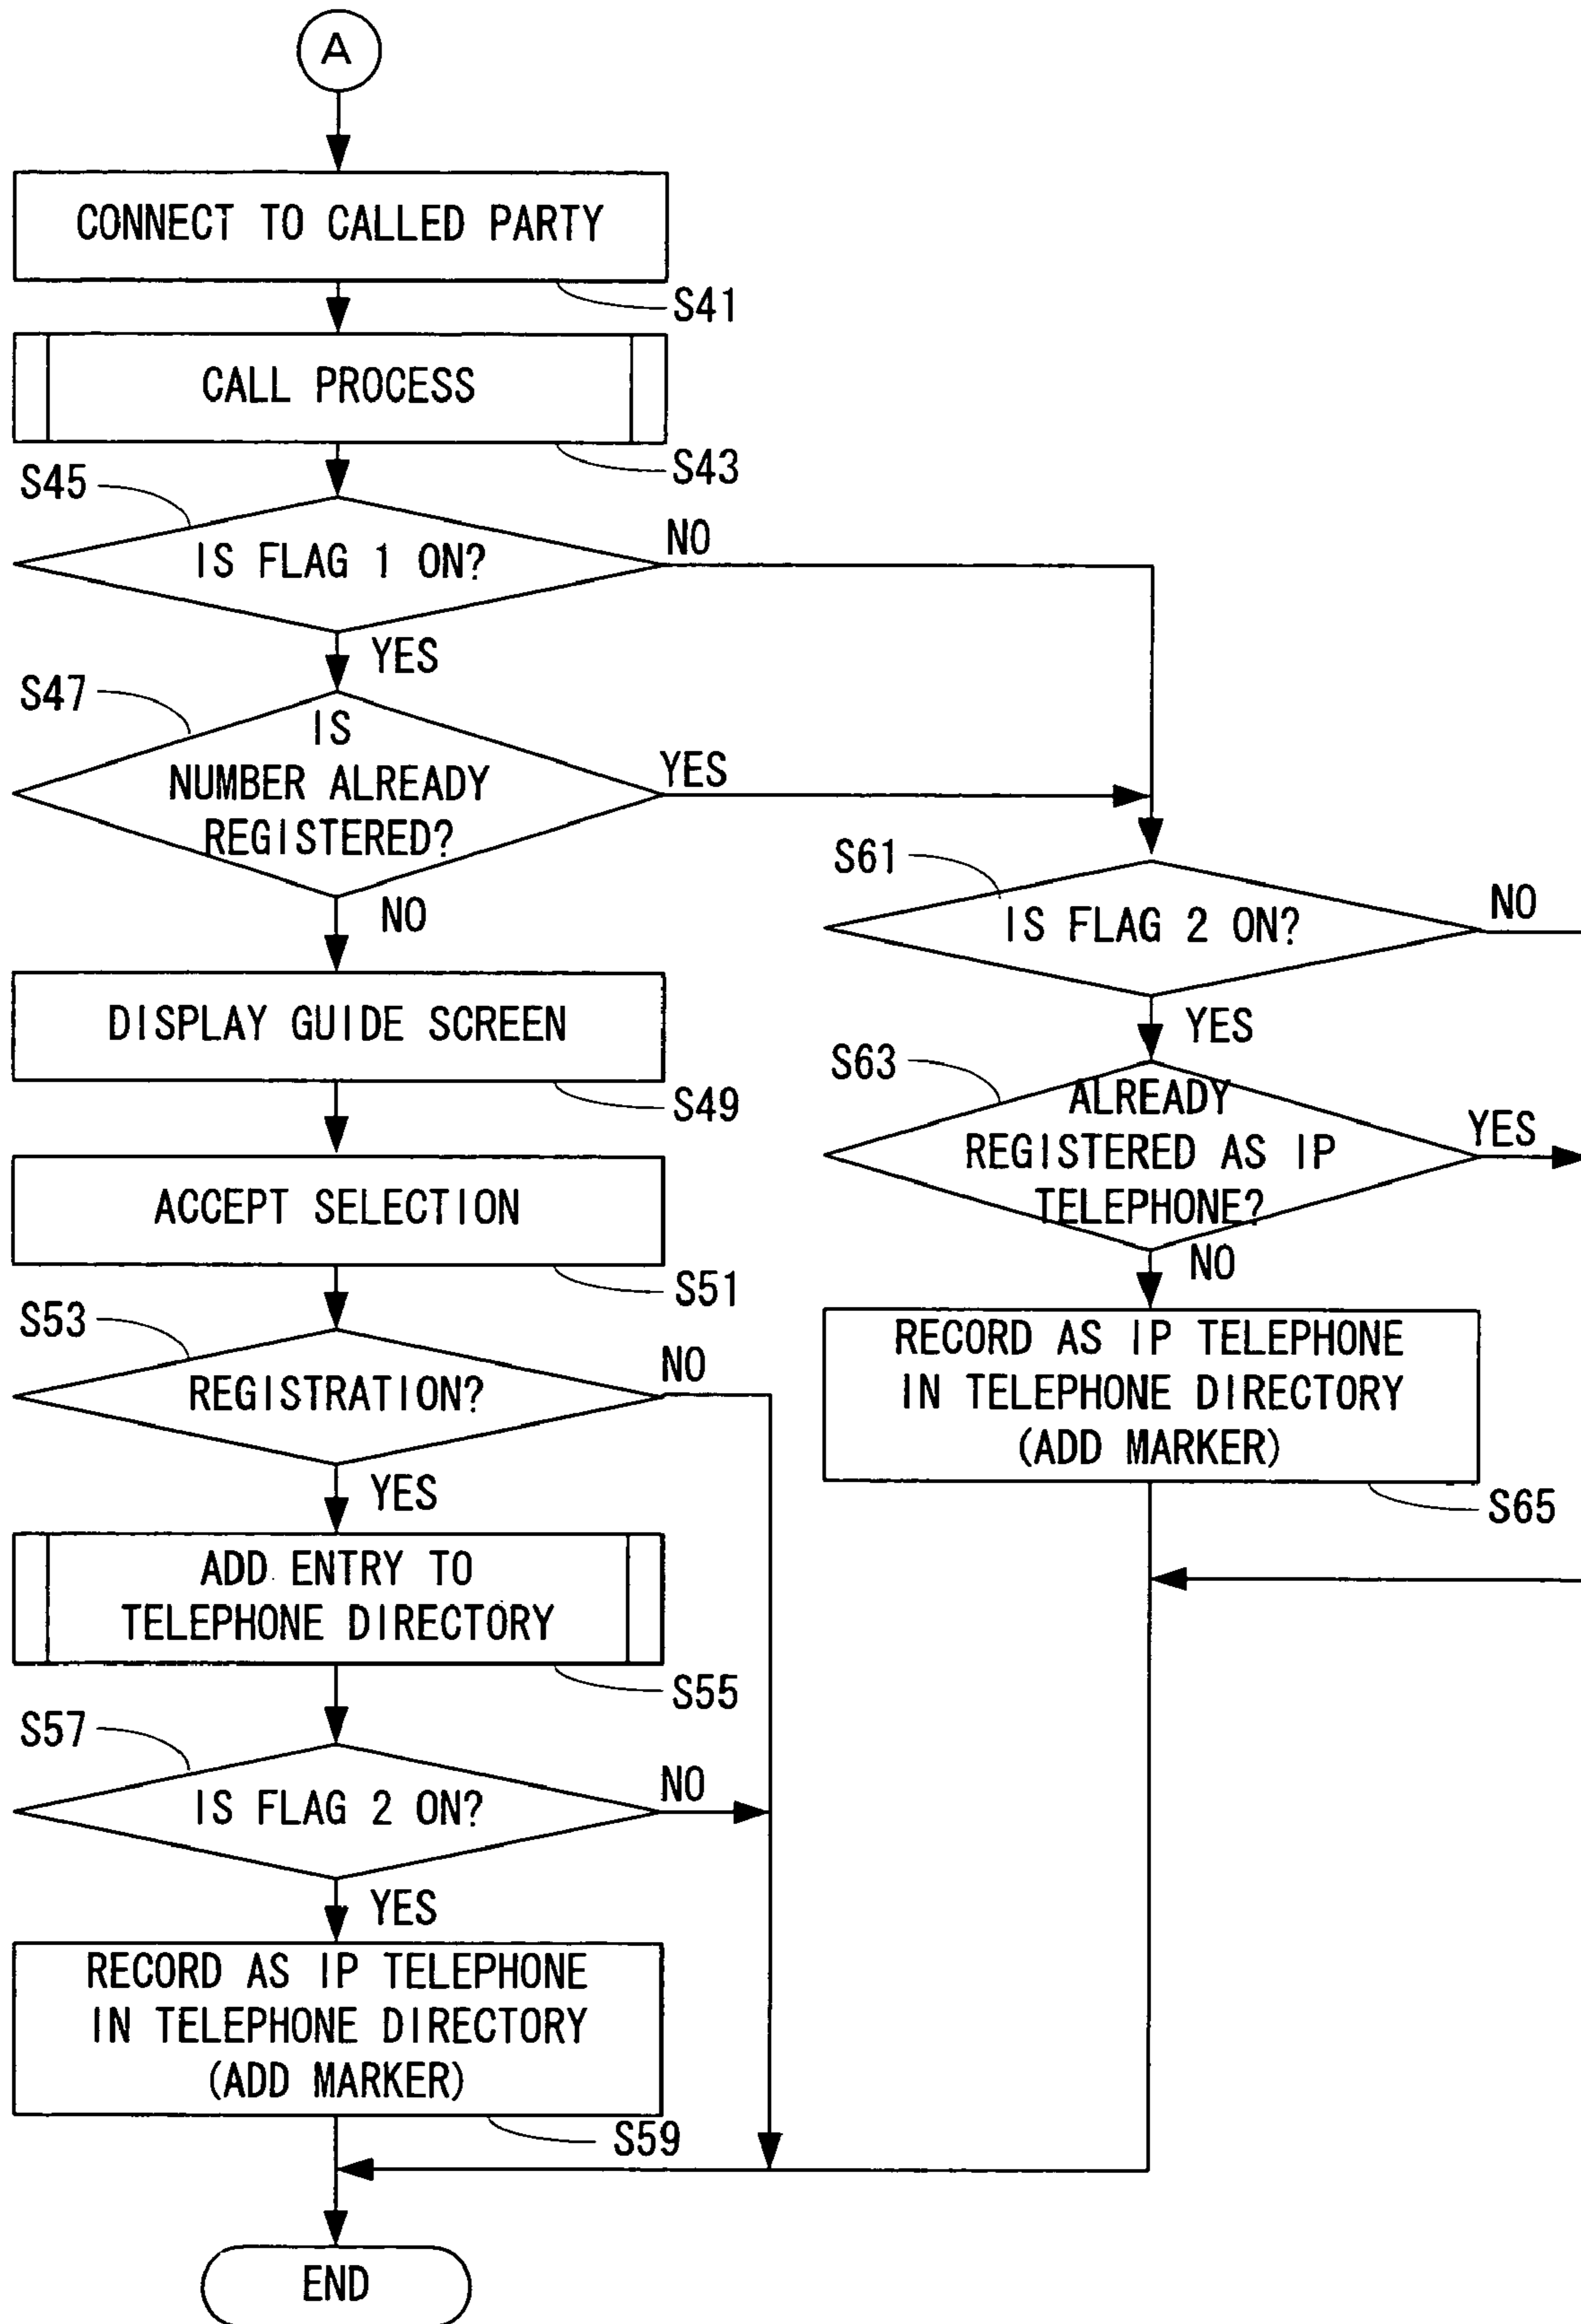 A
CONNECT TO CALLED PARTY
S41
CALL PROCESS
S43
S45
IS FLAG 1 ON?
NO
YES
S47
IS
NUMBER ALREADY
REGISTERED?
YES
NO
DISPLAY GUIDE SCREEN
S49
ACCEPT SELECTION
S51
S53
REGISTRATION?
NO
YES
ADD ENTRY TO
TELEPHONE DIRECTORY
S55
S57
IS FLAG 2 ON?
NO
YES
RECORD AS IP TELEPHONE
IN TELEPHONE DIRECTORY
(ADD MARKER)
S59
END
S61
IS FLAG 2 ON?
NO
YES
S63
ALREADY
REGISTERED AS IP
TELEPHONE?
YES
NO
RECORD AS IP TELEPHONE
IN TELEPHONE DIRECTORY
(ADD MARKER)
S65